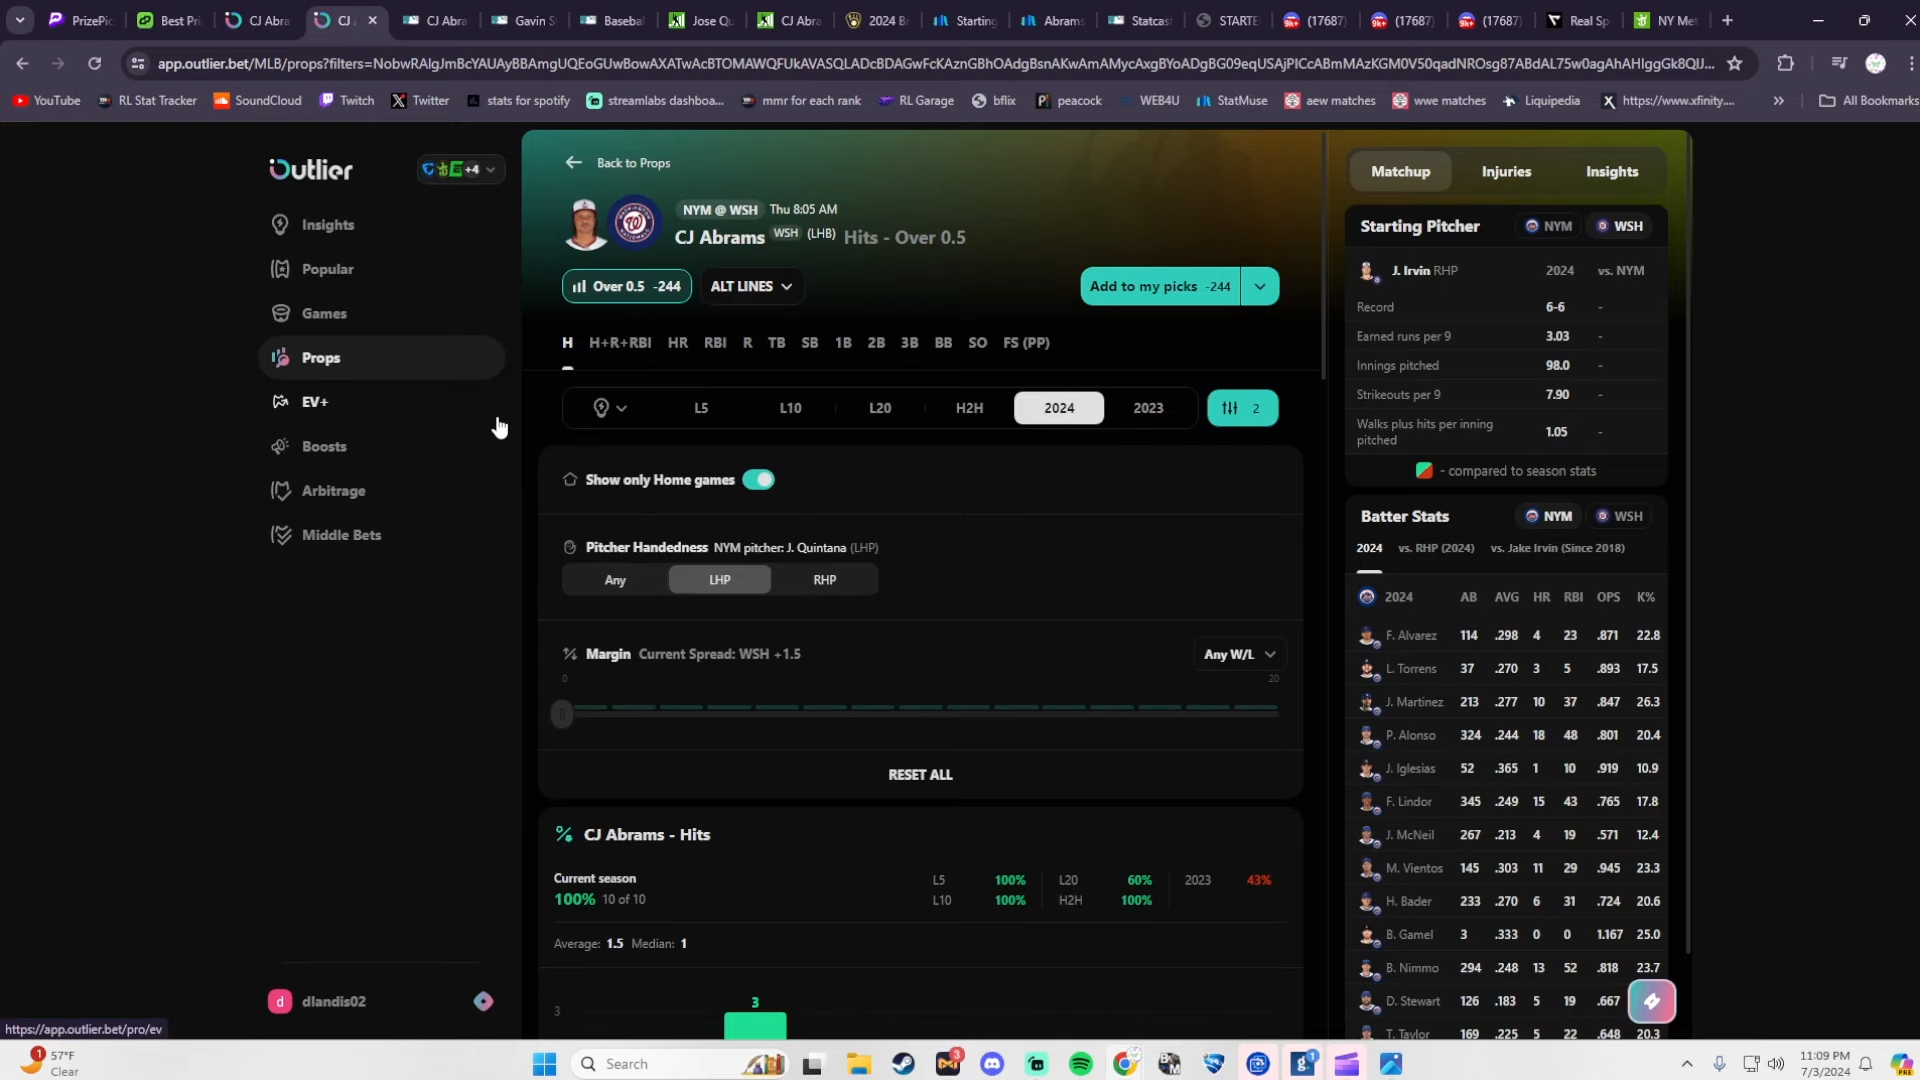 PrizePic
Best Pri
CJ Abra
CJ A
CJ Abra
Gavin S
Baseba
Jose Qu
CJ Abra
2024 Br
Starting
Abrams
Statcas
STARTE
(17687)
(17687)
(17687)
Real Sp
NY Met
YouTube
RL Stat Tracker
SoundCloud
Twitch
Twitter
stats for spotify
streamlabs dashboa...
mmr for each rank
RL Garage
bflix
peacock
WEB4U
StatMuse
aew matches
wwe matches
Liquipedia
https://www.xfinity....
All Bookmarks
Outlier
+4
Insights
Popular
Games
Props
EV+
Boosts
Arbitrage
Middle Bets
d dlandis02
https://app.outlier.bet/pro/ev
Back to Props
NYM @ WSH Thu 8:05 AM
CJ Abrams WSH (LHB) Hits - Over 0.5
Over 0.5 -244 ALT LINES
Add to my picks -244
H H+R+RBI HR RBI R TB SB 1B 2B 3B BB SO FS (PP)
L5 L10 L20 H2H 2024 2023 2
Show only Home games
Pitcher Handedness NYM pitcher: J. Quintana (LHP)
Any LHP RHP
Margin Current Spread: WSH +1.5 Any W/L
0 20
RESET ALL
CJ Abrams - Hits
Current season
100% 10 of 10
L5 100% L20 60% 2023 43%
L10 100% H2H 100%
Average: 1.5 Median: 1
3
3
Matchup Injuries Insights
Starting Pitcher NYM WSH
J. Irvin RHP 2024 vs. NYM
Record 6-6 -
Earned runs per 9 3.03 -
Innings pitched 98.0 -
Strikeouts per 9 7.90 -
Walks plus hits per inning
pitched 1.05 -
- compared to season stats
Batter Stats NYM WSH
2024 vs. RHP (2024) vs. Jake Irvin (Since 2018)
2024 AB AVG HR RBI OPS K%
F. Alvarez 114 .298 4 23 .871 22.8
L. Torrens 37 .270 3 5 .893 17.5
J. Martinez 213 .277 10 37 .847 26.3
P. Alonso 324 .244 18 48 .801 20.4
J. Iglesias 52 .365 1 10 .919 10.9
F. Lindor 345 .249 15 43 .765 17.8
J. McNeil 267 .213 4 19 .571 12.4
M. Vientos 145 .303 11 29 .945 23.3
H. Bader 233 .270 6 31 .724 20.6
B. Gamel 3 .333 0 0 1.167 25.0
B. Nimmo 294 .248 13 52 .818 23.7
D. Stewart 126 .183 5 19 .667
T. Taylor 169 .225 5 22 .648 20.3
1
57°F
Clear
Search
3
1
11:09 PM
7/3/2024
PRE